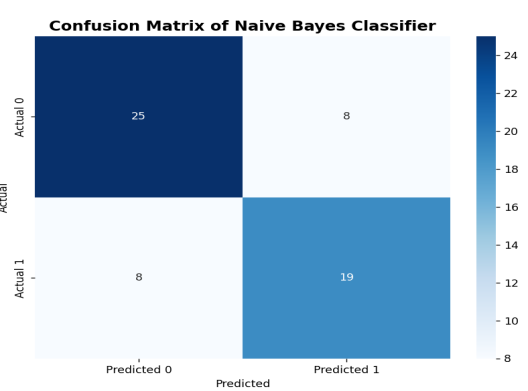 Confusion Matrix of Naive Bayes Classifier
Actual
Actual 0
25
8
Actual 1
8
19
Predicted 0
Predicted 1
Predicted
24
22
20
18
16
14
12
10
8